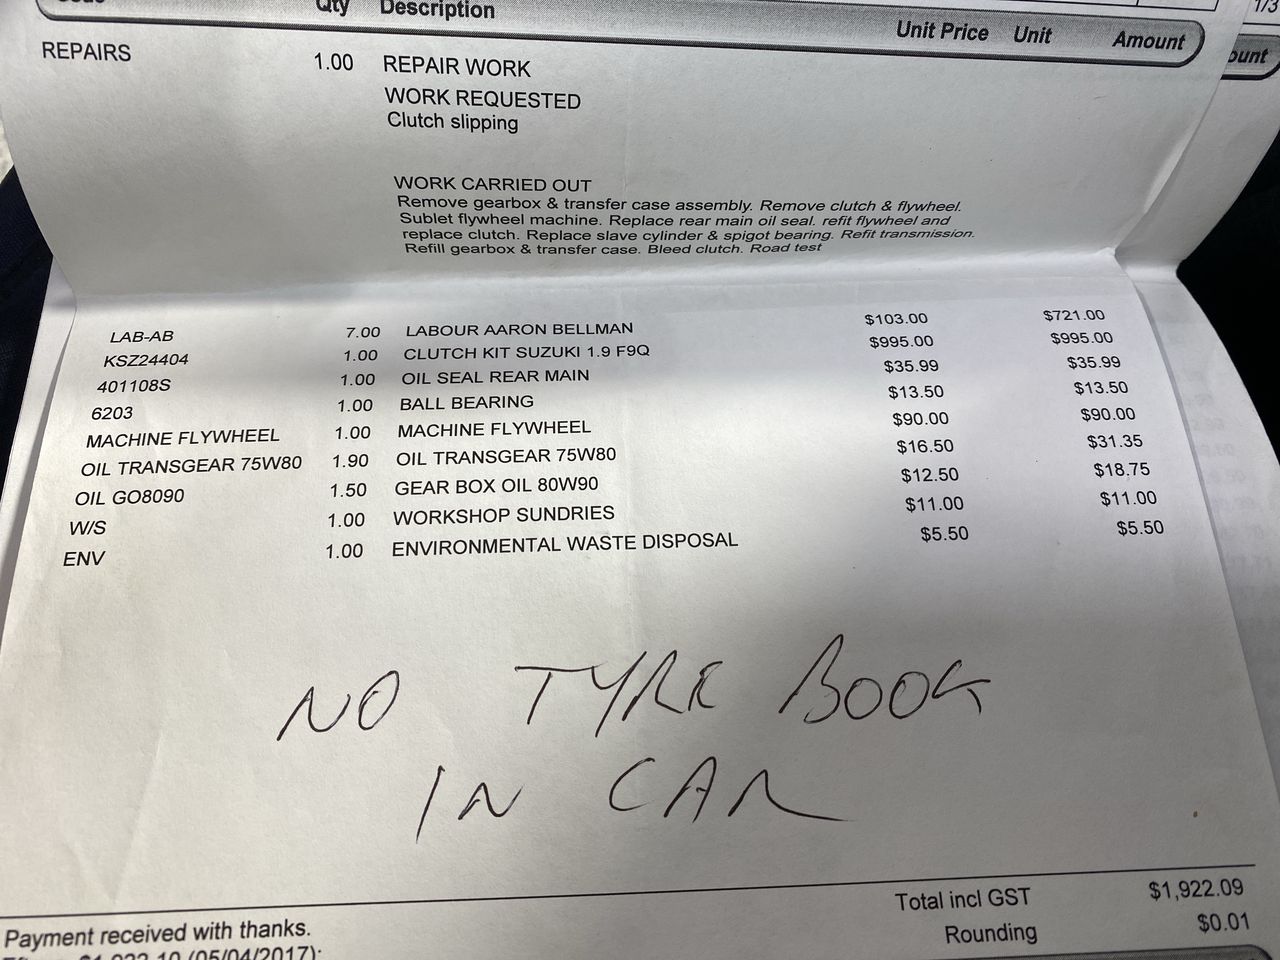 Qty Description
Unit Price Unit Amount
REPAIRS 1.00 REPAIR WORK
WORK REQUESTED
Clutch slipping
WORK CARRIED OUT
Remove gearbox & transfer case assembly. Remove clutch & flywheel.
Sublet flywheel machine. Replace rear main oil seal. refit flywheel and
replace clutch. Replace slave cylinder & spigot bearing. Refit transmission.
Refill gearbox & transfer case. Bleed clutch. Road test
LAB-AB 7.00 LABOUR AARON BELLMAN $103.00 $721.00
KSZ24404 1.00 CLUTCH KIT SUZUKI 1.9 F9Q $995.00 $995.00
401108S 1.00 OIL SEAL REAR MAIN $35.99 $35.99
6203 1.00 BALL BEARING $13.50 $13.50
MACHINE FLYWHEEL 1.00 MACHINE FLYWHEEL $90.00 $90.00
OIL TRANSGEAR 75W80 1.90 OIL TRANSGEAR 75W80 $16.50 $31.35
OIL GO8090 1.50 GEAR BOX OIL 80W90 $12.50 $18.75
W/S 1.00 WORKSHOP SUNDRIES $11.00 $11.00
ENV 1.00 ENVIRONMENTAL WASTE DISPOSAL $5.50 $5.50
NO TYRE BOOK
IN CAR
Total incl GST $1,922.09
Rounding $0.01
Payment received with thanks.
$1,922.10 (05/04/2017):